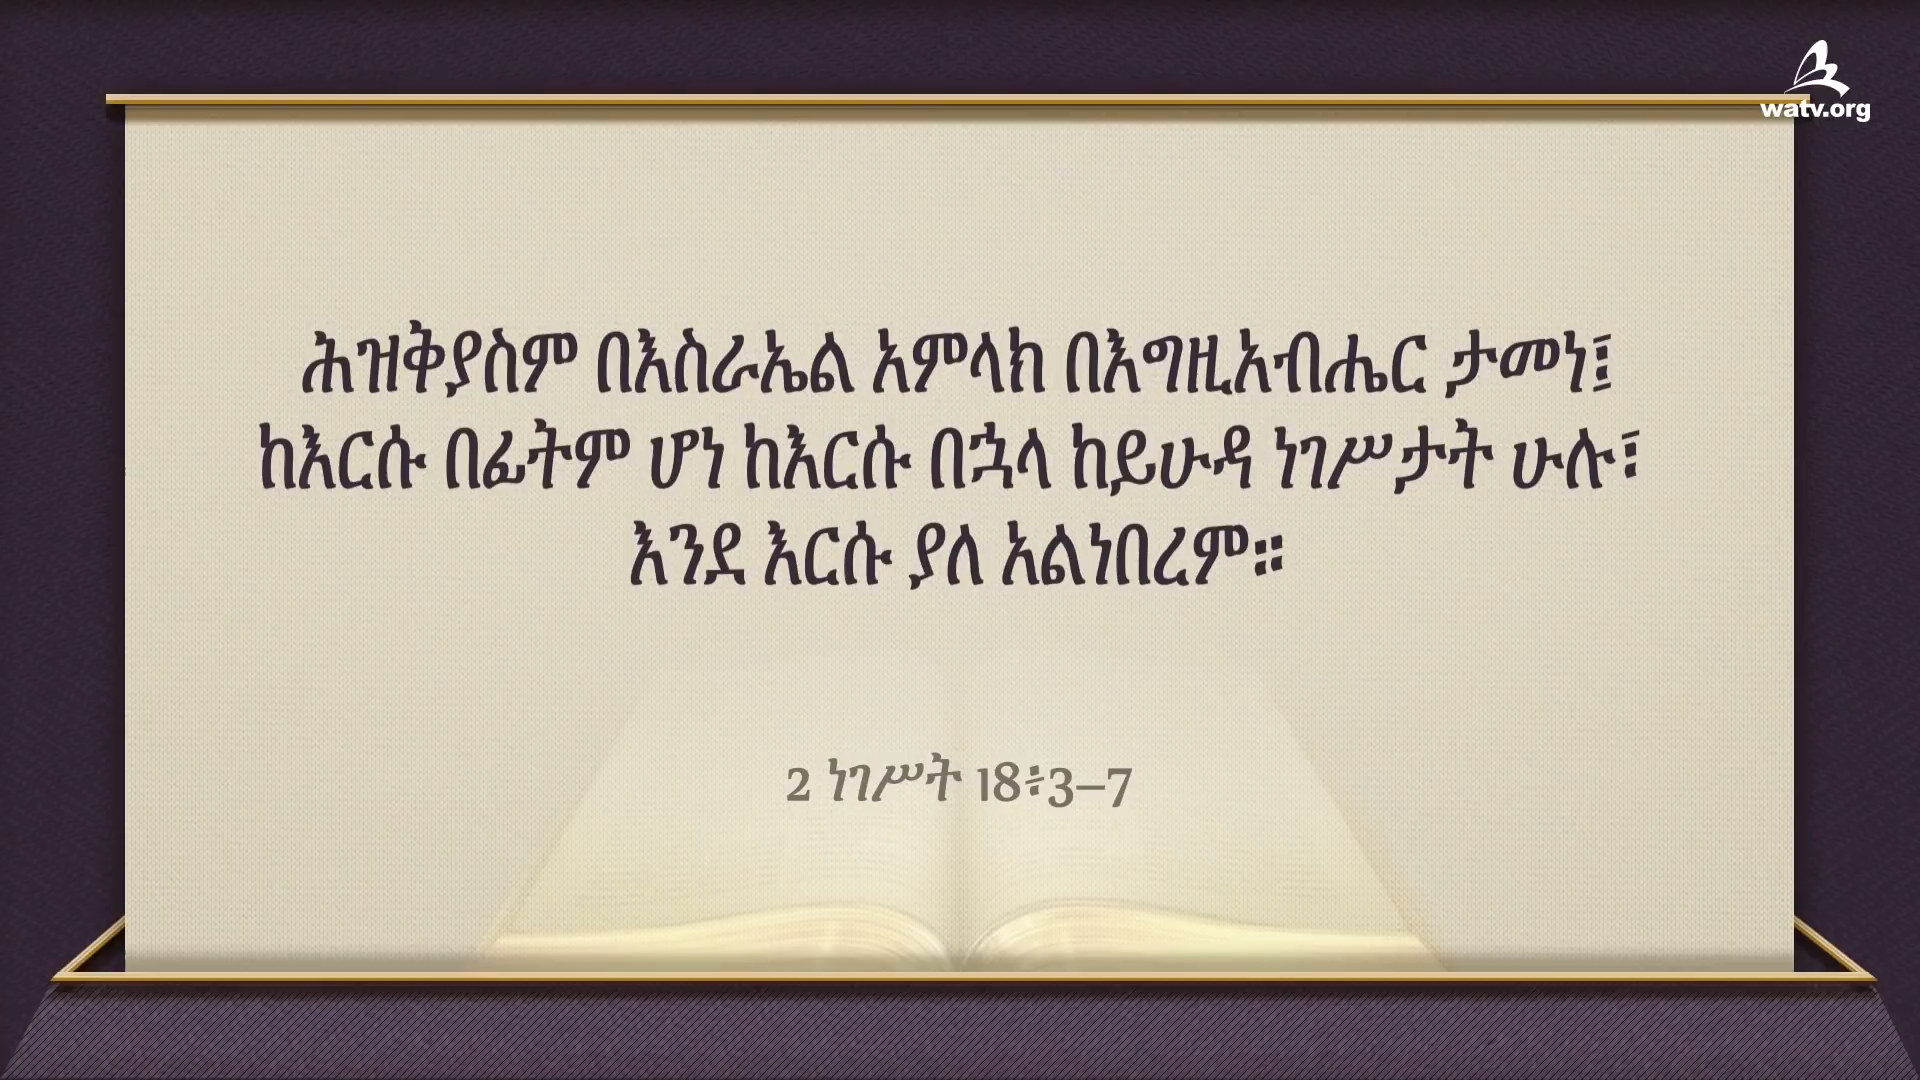 watv.org
ሕዝቅያስም በእስራኤል አምላክ በእግዚአብሔር ታመነ፤
ከእርሱ በፊትም ሆነ ከእርሱ በኋላ ከይሁዳ ነገሥታት ሁሉ፣
እንደ እርሱ ያለ አልነበረም።
2 ነገሥት 18፥3–7